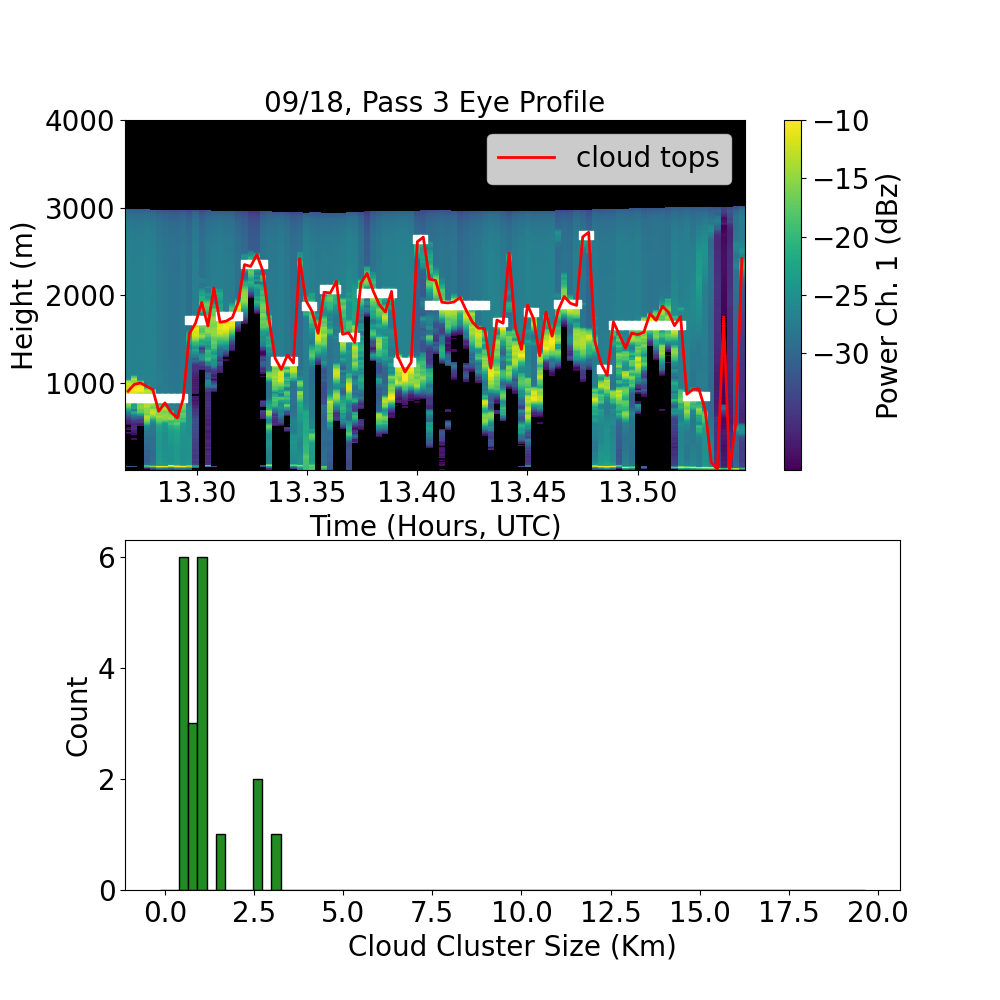 09/18, Pass 3 Eye Profile
cloud tops
Height (m)
4000
3000
2000
1000
13.30 13.35 13.40 13.45 13.50
Time (Hours, UTC)
−10
−15
−20
−25
−30
Power Ch. 1 (dBz)
Count
6
4
2
0
0.0 2.5 5.0 7.5 10.0 12.5 15.0 17.5 20.0
Cloud Cluster Size (Km)